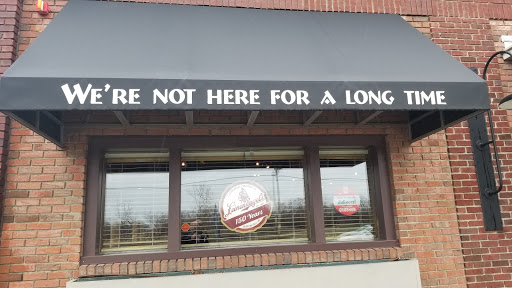 WE'RE NOT HERE FOR A LONG TIME
Leinenkugel's
150 Years